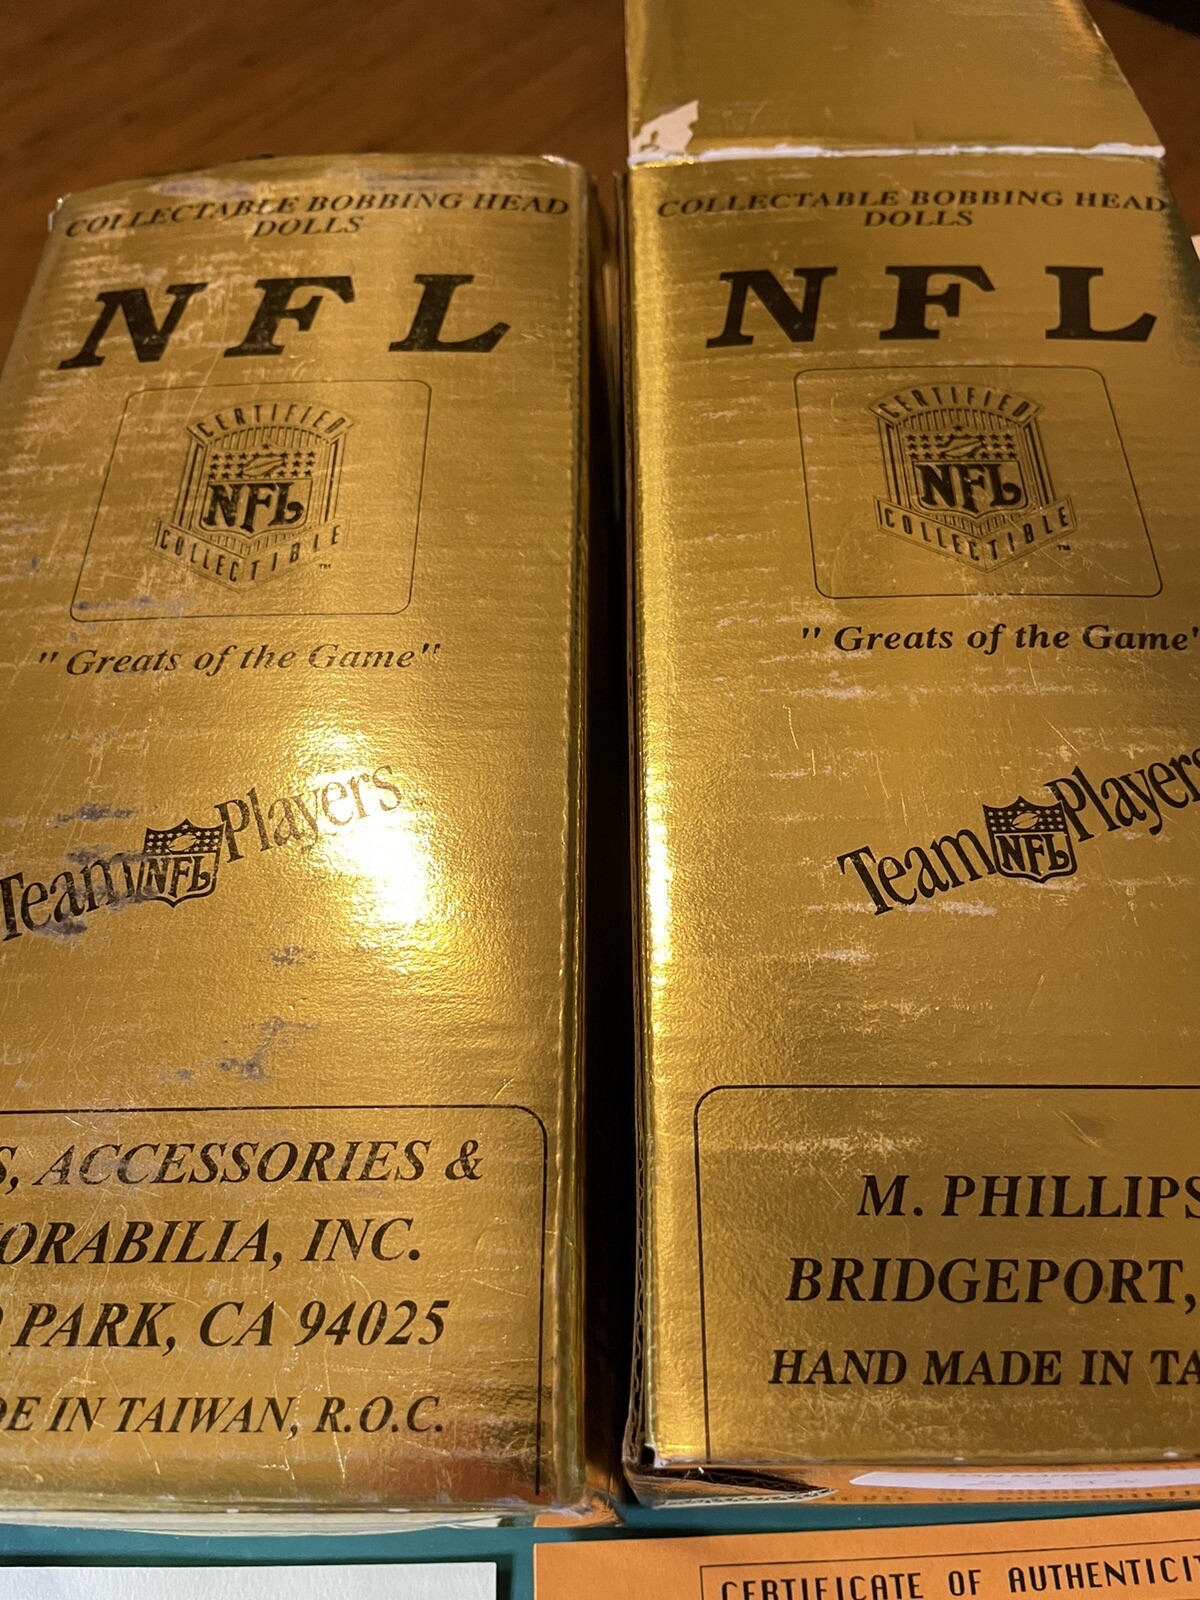 COLLECTABLE BOBBING HEAD
DOLLS
NFL
CERTIFIED
NFL
COLLECTIBLE
TM
"Greats of the Game"
Team NFL Players
S, ACCESSORIES &
ORABILIA, INC.
PARK, CA 94025
DE IN TAIWAN, R.O.C.
COLLECTABLE BOBBING HEAD
DOLLS
NFL
CERTIFIED
NFL
COLLECTIBLE
TM
"Greats of the Game"
Team NFL Players
M. PHILLIPS
BRIDGEPORT,
HAND MADE IN TA
CERTIFICATE OF AUTHENTICIT